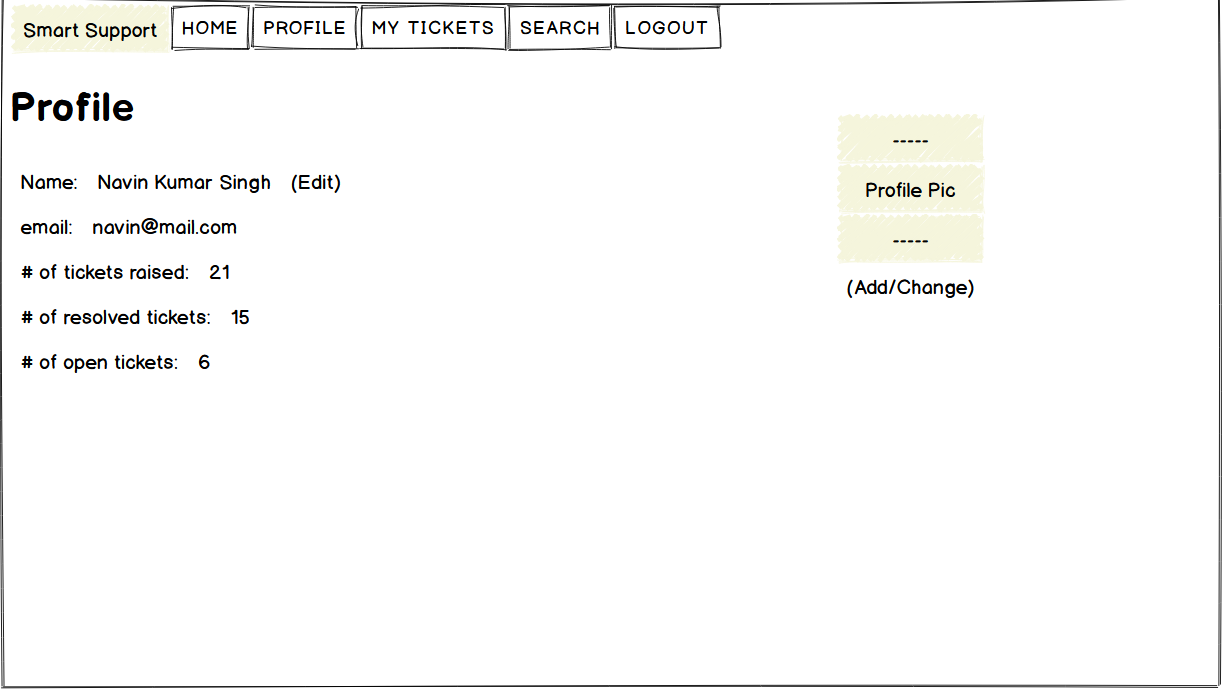 Smart Support HOME PROFILE MY TICKETS SEARCH LOGOUT
Profile
Name: Navin Kumar Singh (Edit)
email: navin@mail.com
# of tickets raised: 21
# of resolved tickets: 15
# of open tickets: 6
-----
Profile Pic
-----
(Add/Change)